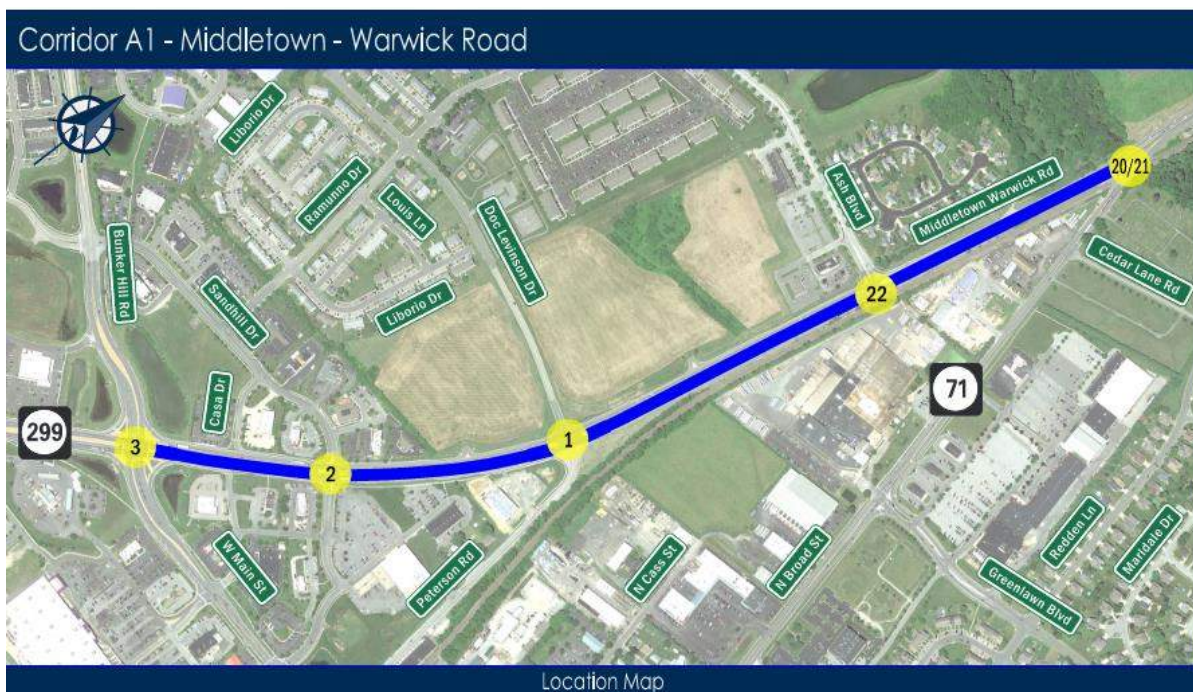 Corridor A1 - Middletown - Warwick Road
Liborio Dr
Ramunno Dr
Louis Ln
Doc Levinson Dr
Ash Blvd
Middletown Warwick Rd
20/21
Cedar Lane Rd
Bunker Hill Rd
Sandhill Dr
Liborio Dr
22
Casa Dr
71
299
3
2
1
W Main St
Peterson Rd
N Cass St
N Broad St
Redden Ln
Maridale Dr
Greenlawn Blvd
Location Map